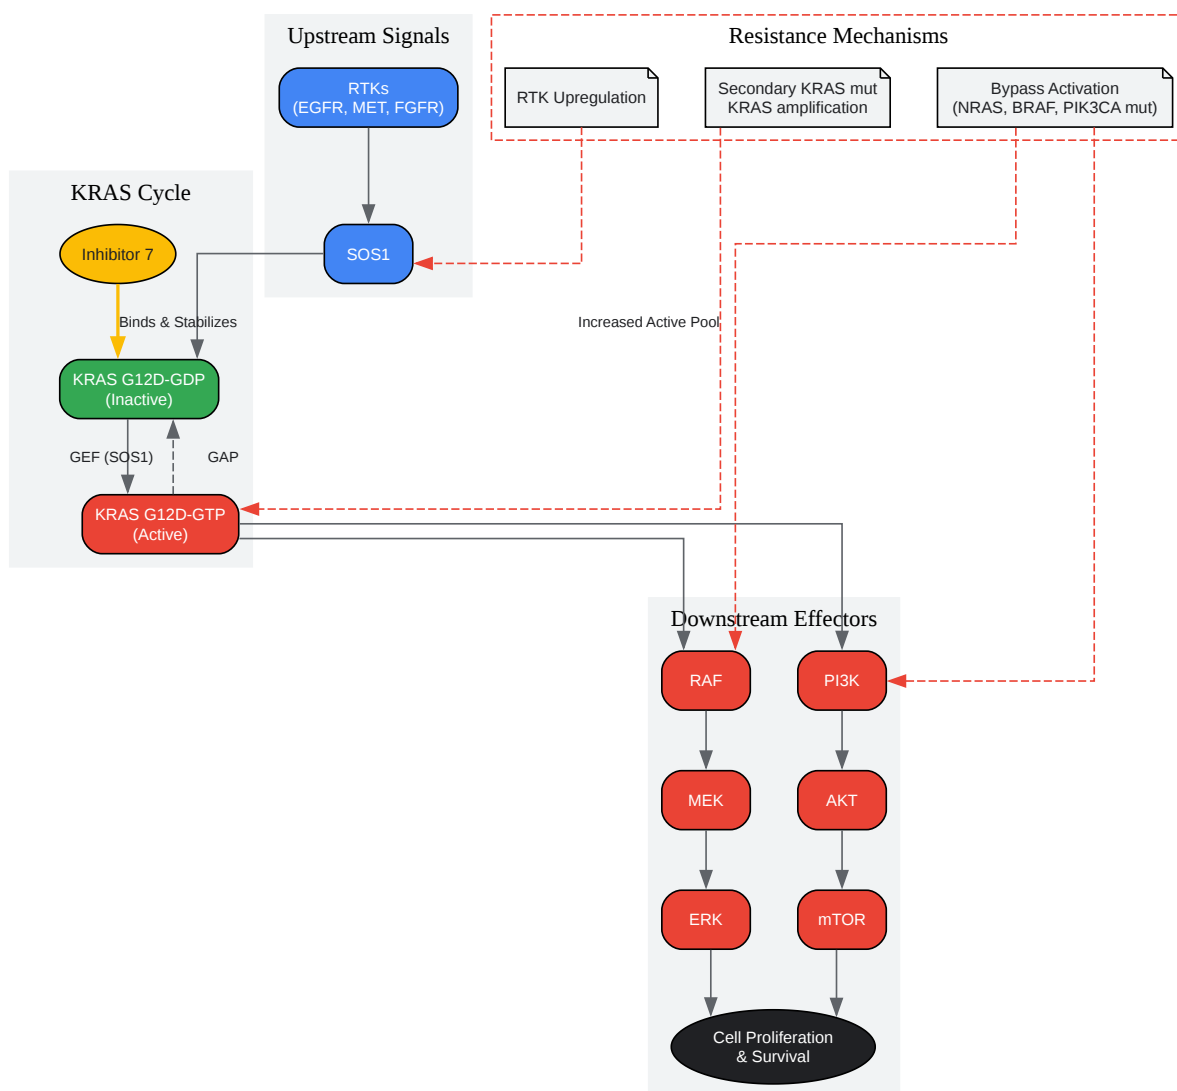 Upstream Signals
Resistance Mechanisms
RTKs
(EGFR, MET, FGFR)
RTK Upregulation
Secondary KRAS mut
KRAS amplification
Bypass Activation
(NRAS, BRAF, PIK3CA mut)
KRAS Cycle
Inhibitor 7
SOS1
Binds & Stabilizes
Increased Active Pool
KRAS G12D-GDP
(Inactive)
GEF (SOS1)
GAP
KRAS G12D-GTP
(Active)
Downstream Effectors
RAF
PI3K
MEK
AKT
ERK
mTOR
Cell Proliferation
& Survival